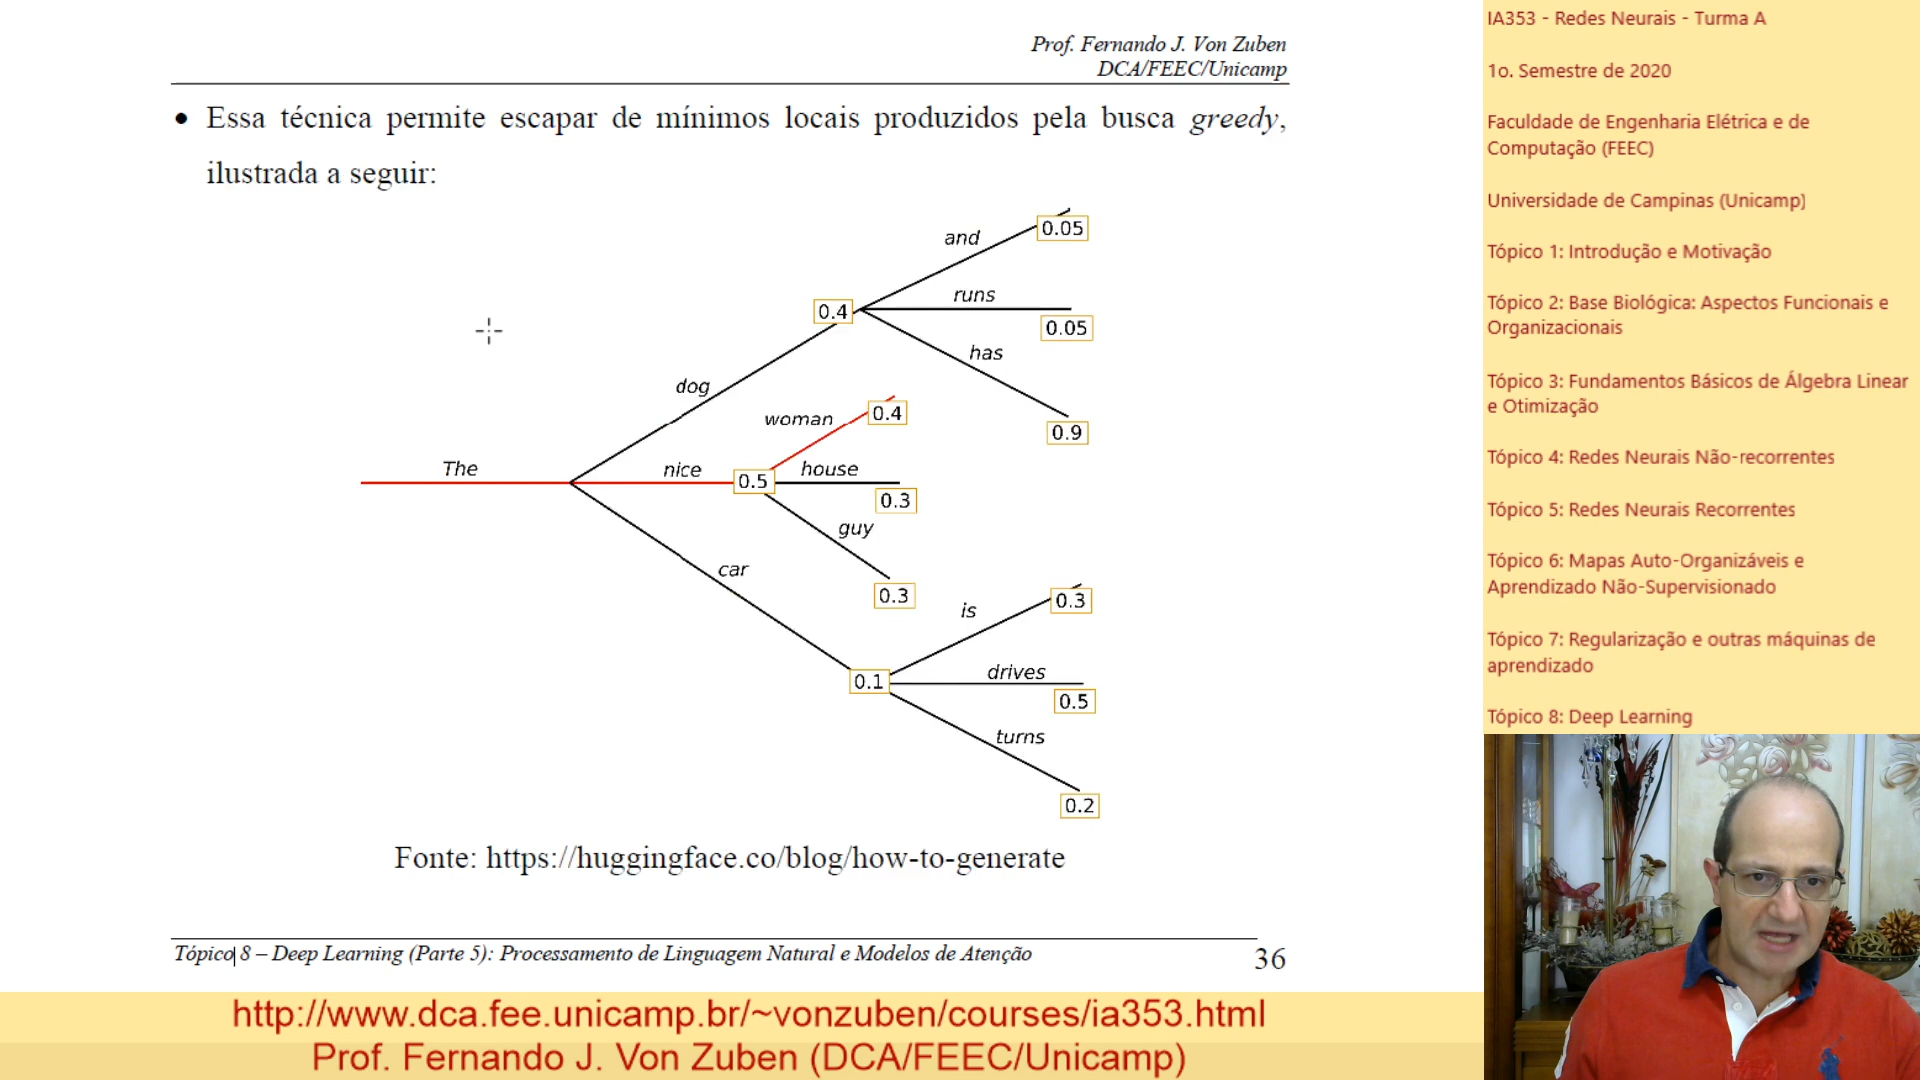 Prof. Fernando J. Von Zuben
DCA/FEEC/Unicamp
• Essa técnica permite escapar de mínimos locais produzidos pela busca greedy,
ilustrada a seguir:
and
0.05
runs
0.05
has
0.9
0.4
dog
woman
0.4
The
nice
0.5
house
0.3
guy
0.3
car
is
0.3
0.1
drives
0.5
turns
0.2
Fonte: https://huggingface.co/blog/how-to-generate
Tópico 8 – Deep Learning (Parte 5): Processamento de Linguagem Natural e Modelos de Atenção
36
http://www.dca.fee.unicamp.br/~vonzuben/courses/ia353.html
Prof. Fernando J. Von Zuben (DCA/FEEC/Unicamp)
IA353 - Redes Neurais - Turma A
1o. Semestre de 2020
Faculdade de Engenharia Elétrica e de
Computação (FEEC)
Universidade de Campinas (Unicamp)
Tópico 1: Introdução e Motivação
Tópico 2: Base Biológica: Aspectos Funcionais e
Organizacionais
Tópico 3: Fundamentos Básicos de Álgebra Linear
e Otimização
Tópico 4: Redes Neurais Não-recorrentes
Tópico 5: Redes Neurais Recorrentes
Tópico 6: Mapas Auto-Organizáveis e
Aprendizado Não-Supervisionado
Tópico 7: Regularização e outras máquinas de
aprendizado
Tópico 8: Deep Learning